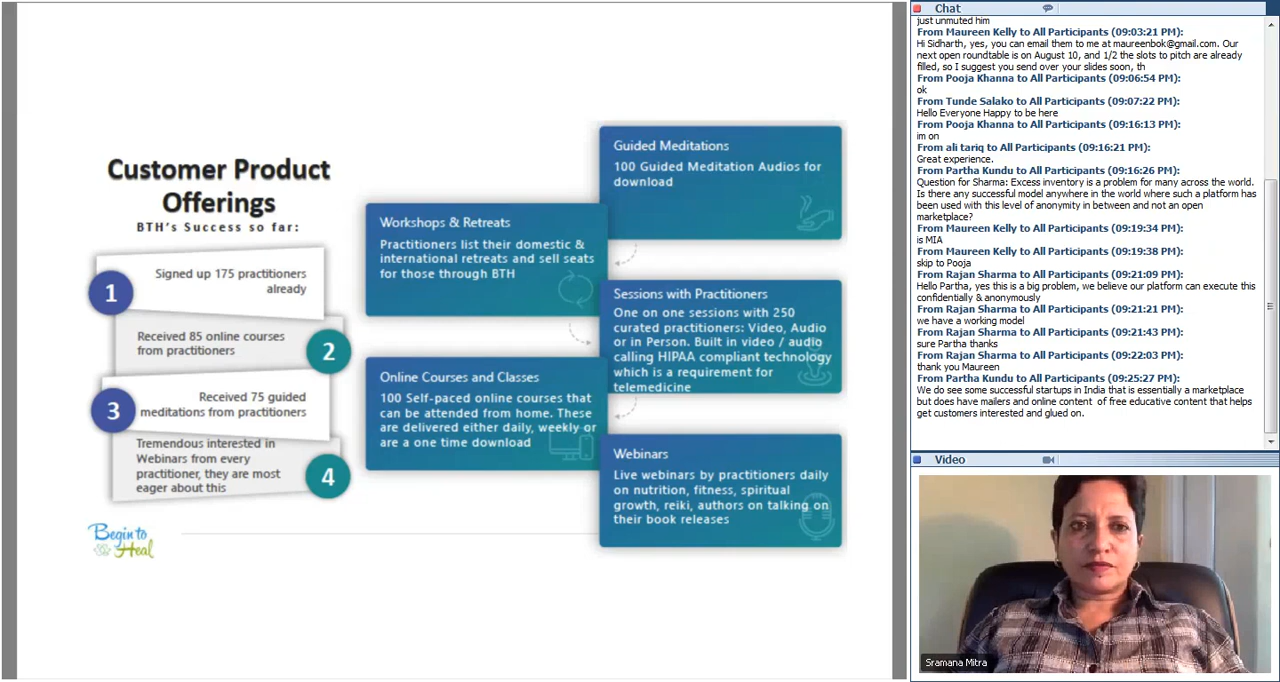 Customer Product
Offerings
BTH's Success so far:
1
Signed up 175 practitioners
already
Received 85 online courses
from practitioners
2
3
Received 75 guided
meditations from practitioners
Tremendous interested in
Webinars from every
practitioner, they are most
eager about this
4
Begin to
Heal
Workshops & Retreats
Practitioners list their domestic &
international retreats and sell seats
for those through BTH
Online Courses and Classes
100 Self-paced online courses that
can be attended from home. These
are delivered either daily, weekly or
are a one time download
Guided Meditations
100 Guided Meditation Audios for
download
Sessions with Practitioners
One on one sessions with 250
curated practitioners: Video, Audio
or in Person. Built in video / audio
calling HIPAA compliant technology
which is a requirement for
telemedicine
Webinars
Live webinars by practitioners daily
on nutrition, fitness, spiritual
growth, reiki, authors on talking on
their book releases
Chat
just unmuted him
From Maureen Kelly to All Participants (09:03:21 PM):
Hi Sidharth, yes, you can email them to me at maureenbok@gmail.com. Our
next open roundtable is on August 10, and 1/2 the slots to pitch are already
filled, so I suggest you send over your slides soon, th
From Pooja Khanna to All Participants (09:06:54 PM):
ok
From Tunde Salako to All Participants (09:07:22 PM):
Hello Everyone Happy to be here
From Pooja Khanna to All Participants (09:16:13 PM):
im on
From ali tariq to All Participants (09:16:21 PM):
Great experience.
From Partha Kundu to All Participants (09:16:26 PM):
Question for Sharma: Excess inventory is a problem for many across the world.
Is there any successful model anywhere in the world where such a platform has
been used with this level of anonymity in between and not an open
marketplace?
From Maureen Kelly to All Participants (09:19:34 PM):
is MIA
From Maureen Kelly to All Participants (09:19:38 PM):
skip to Pooja
From Rajan Sharma to All Participants (09:21:09 PM):
Hello Partha, yes this is a big problem, we believe our platform can execute this
confidentially & anonymously
From Rajan Sharma to All Participants (09:21:21 PM):
we have a working model
From Rajan Sharma to All Participants (09:21:43 PM):
sure Partha thanks
From Rajan Sharma to All Participants (09:22:03 PM):
thank you Maureen
From Partha Kundu to All Participants (09:25:27 PM):
We do see some successful startups in India that is essentially a marketplace
but does have mailers and online content of free educative content that helps
get customers interested and glued on.
Video
Sramana Mitra